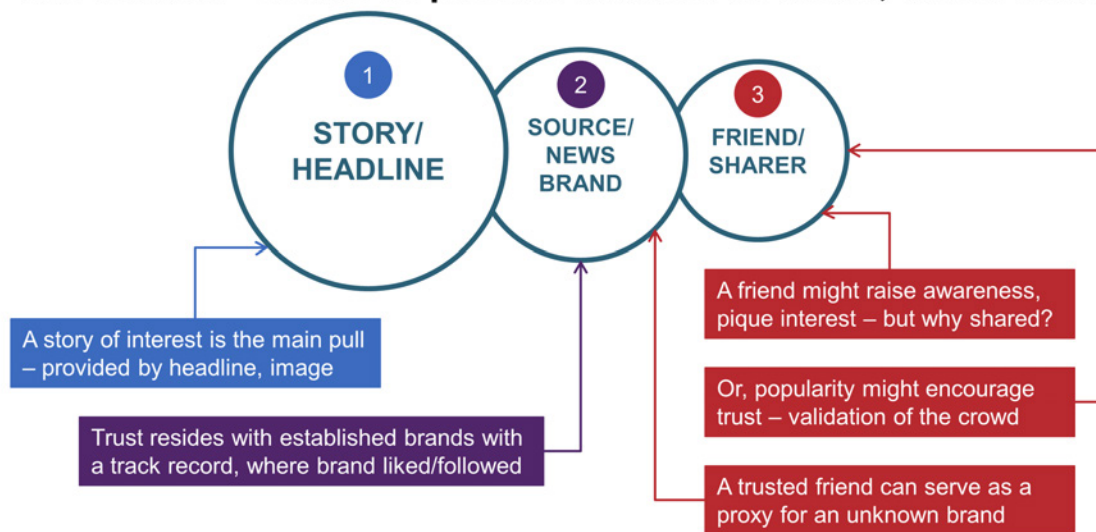 1
STORY/
HEADLINE
2
SOURCE/
NEWS
BRAND
3
FRIEND/
SHARER
A story of interest is the main pull
– provided by headline, image
Trust resides with established brands with
a track record, where brand liked/followed
A friend might raise awareness,
pique interest – but why shared?
Or, popularity might encourage
trust – validation of the crowd
A trusted friend can serve as a
proxy for an unknown brand